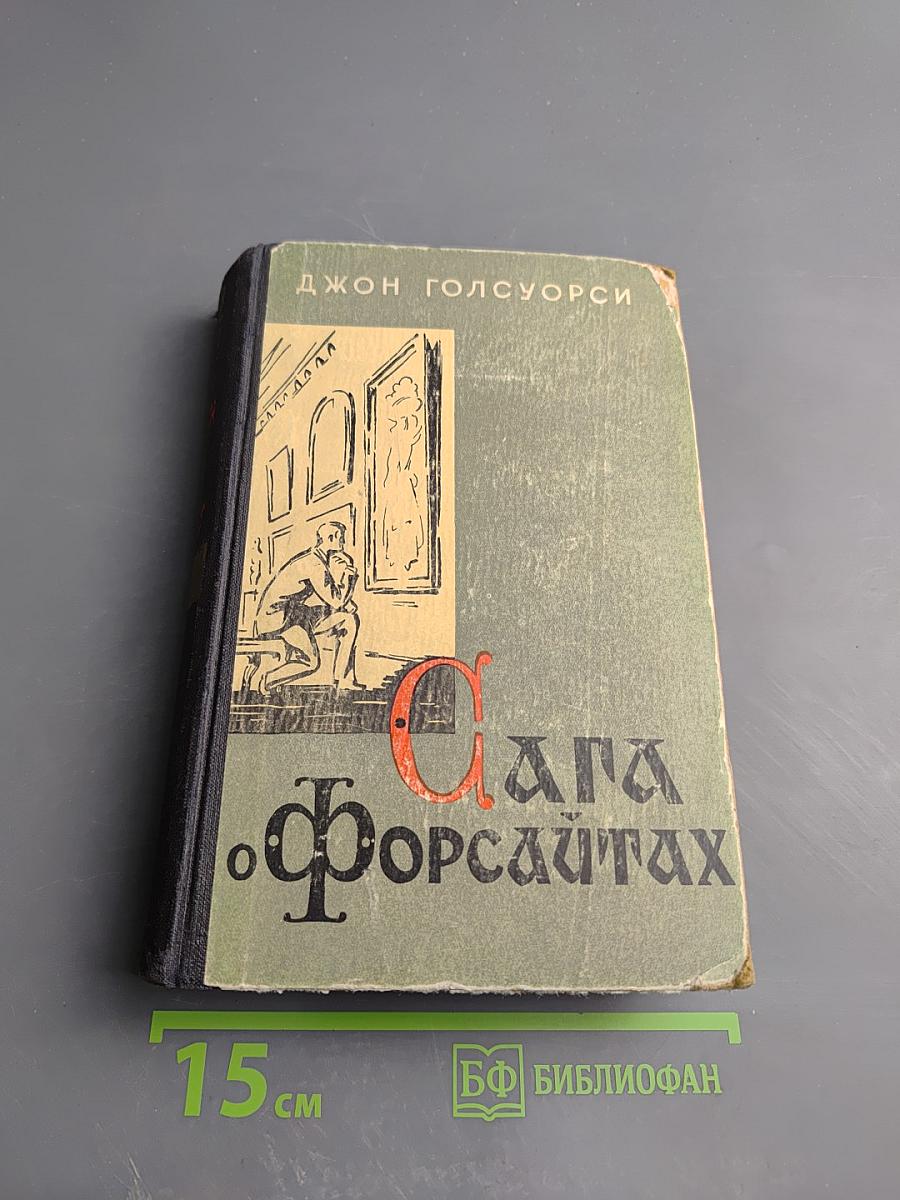 ДЖОН ГОЛСУОРСИ
САГА
О ФОРСАЙТАХ
15 см
БФ БИБЛИОФАН